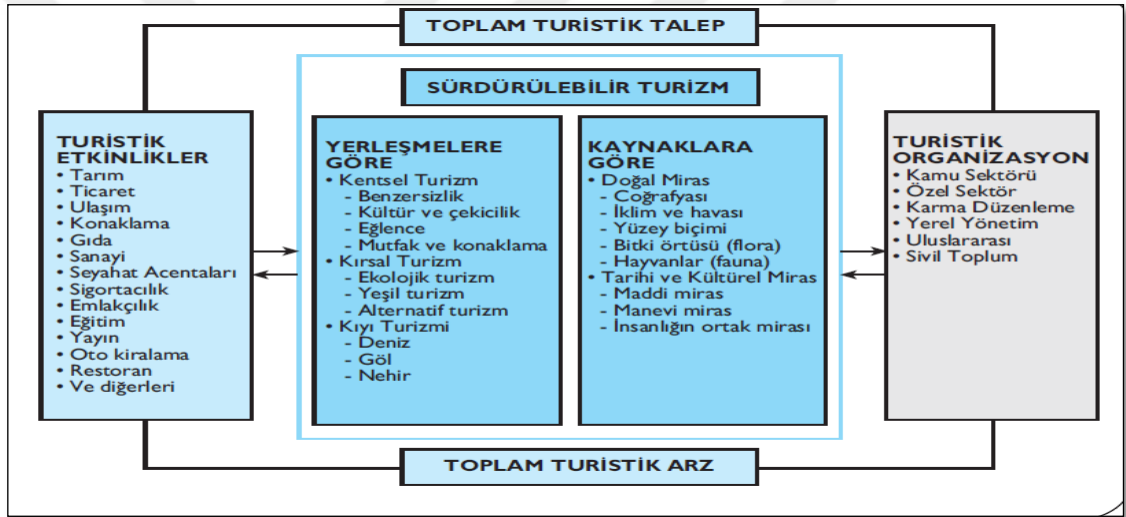 TOPLAM TURİSTİK TALEP
SÜRDÜRÜLEBİLİR TURİZM
TURİSTİK
ETKİNLİKLER
• Tarım
• Ticaret
• Ulaşım
• Konaklama
• Gıda
• Sanayi
• Seyahat Acentaları
• Sigortacılık
• Emlakçılık
• Eğitim
• Yayın
• Oto kiralama
• Restoran
• Ve diğerleri
YERLEŞMELERE
GÖRE
• Kentsel Turizm
- Benzersizlik
- Kültür ve çekicilik
- Eğlence
- Mutfak ve konaklama
• Kırsal Turizm
- Ekolojik turizm
- Yeşil turizm
- Alternatif turizm
• Kıyı Turizmi
- Deniz
- Göl
- Nehir
KAYNAKLARA
GÖRE
• Doğal Miras
- Coğrafyası
- İklim ve havası
- Yüzey biçimi
- Bitki örtüsü (flora)
- Hayvanlar (fauna)
• Tarihi ve Kültürel Miras
- Maddi miras
- Manevi miras
- İnsanlığın ortak mirası
TURİSTİK
ORGANİZASYON
• Kamu Sektörü
• Özel Sektör
• Karma Düzenleme
• Yerel Yönetim
• Uluslararası
• Sivil Toplum
TOPLAM TURİSTİK ARZ